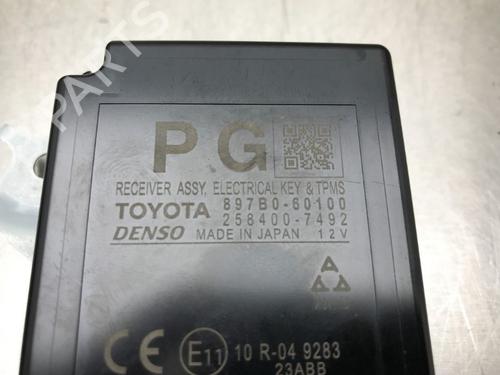 PARTS
PG
RECEIVER ASSY, ELECTRICAL KEY & TPMS
TOYOTA 897B0-60100
258400-7492
DENSO MADE IN JAPAN 12V
CE E11 10 R-04 9283
23ABB